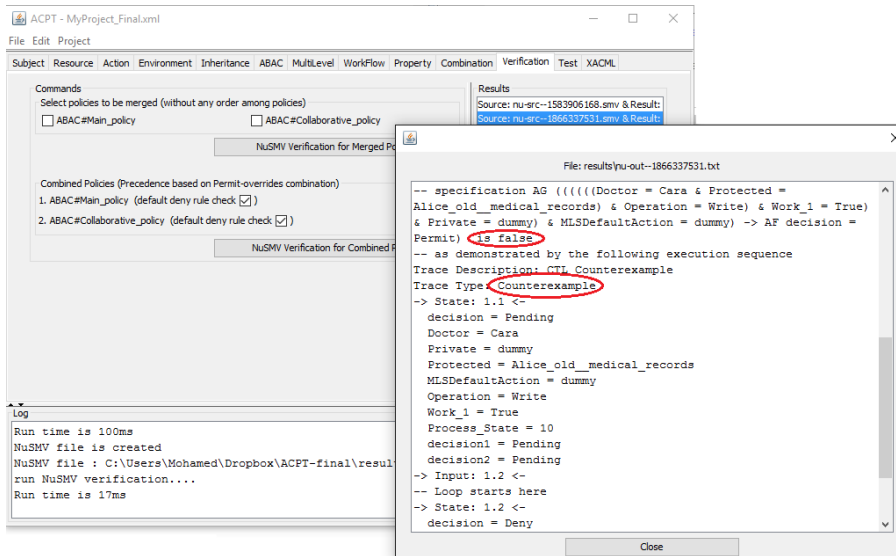 ACPT - MyProject_Final.xml
File Edit Project
Subject Resource Action Environment Inheritance ABAC MultiLevel WorkFlow Property Combination Verification Test XACML
Commands
Select policies to be merged (without any order among policies)
ABAC#Main_policy ABAC#Collaborative_policy
NuSMV Verification for Merged Po
Combined Policies (Precedence based on Permit-overrides combination)
1. ABAC#Main_policy (default deny rule check )
2. ABAC#Collaborative_policy (default deny rule check )
NuSMV Verification for Combined P
Results
Source: nu-src--1583906168.smv & Result:
Source: nu-src--1866337531.smv & Result:
File: results\nu-out--1866337531.txt
-- specification AG ((((((Doctor = Cara & Protected =
Alice_old__medical_records) & Operation = Write) & Work_1 = True)
& Private = dummy) & MLSDefaultAction = dummy) -> AF decision =
Permit) is false
-- as demonstrated by the following execution sequence
Trace Description: CTL Counterexample
Trace Type: Counterexample
-> State: 1.1 <-
decision = Pending
Doctor = Cara
Private = dummy
Protected = Alice_old__medical_records
MLSDefaultAction = dummy
Operation = Write
Work_1 = True
Process_State = 10
decision1 = Pending
decision2 = Pending
-> Input: 1.2 <-
-- Loop starts here
-> State: 1.2 <-
decision = Deny
Close
Log
Run time is 100ms
NuSMV file is created
NuSMV file : C:\Users\Mohamed\Dropbox\ACPT-final\resul
run NuSMV verification....
Run time is 17ms